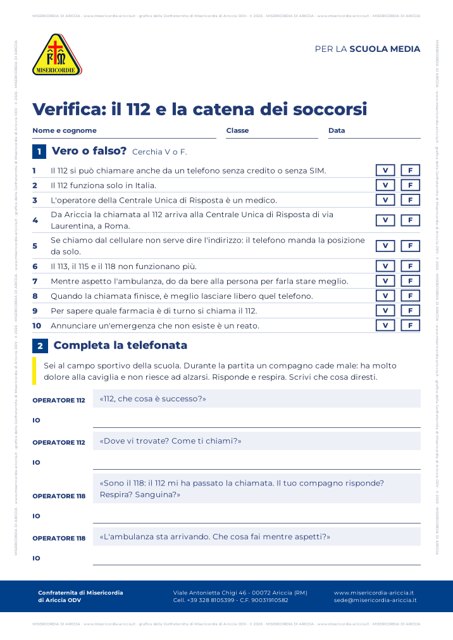 MISERICORDIA DI ARICCIA
MISERICORDIE
PER LA SCUOLA MEDIA
Verifica: il 112 e la catena dei soccorsi
Nome e cognome Classe Data
1 Vero o falso? Cerchia V o F.
1 Il 112 si può chiamare anche da un telefono senza credito o senza SIM. V F
2 Il 112 funziona solo in Italia. V F
3 L'operatore della Centrale Unica di Risposta è un medico. V F
4 Da Ariccia la chiamata al 112 arriva alla Centrale Unica di Risposta di via
Laurentina, a Roma. V F
5 Se chiamo dal cellulare non serve dire l'indirizzo: il telefono manda la posizione
da solo. V F
6 Il 113, il 115 e il 118 non funzionano più. V F
7 Mentre aspetto l'ambulanza, do da bere alla persona per farla stare meglio. V F
8 Quando la chiamata finisce, è meglio lasciare libero quel telefono. V F
9 Per sapere quale farmacia è di turno si chiama il 112. V F
10 Annunciare un'emergenza che non esiste è un reato. V F
2 Completa la telefonata
Sei al campo sportivo della scuola. Durante la partita un compagno cade male: ha molto
dolore alla caviglia e non riesce ad alzarsi. Risponde e respira. Scrivi che cosa diresti.
OPERATORE 112 «112, che cosa è successo?»
IO
OPERATORE 112 «Dove vi trovate? Come ti chiami?»
IO
«Sono il 118: il 112 mi ha passato la chiamata. Il tuo compagno risponde?
OPERATORE 118 Respira? Sanguina?»
IO
OPERATORE 118 «L'ambulanza sta arrivando. Che cosa fai mentre aspetti?»
IO
Confraternita di Misericordia
di Ariccia ODV
Viale Antonietta Chigi 46 - 00072 Ariccia (RM)
Cell. +39 328 8105399 - C.F. 90031910582
www.misericordia-ariccia.it
sede@misericordia-ariccia.it